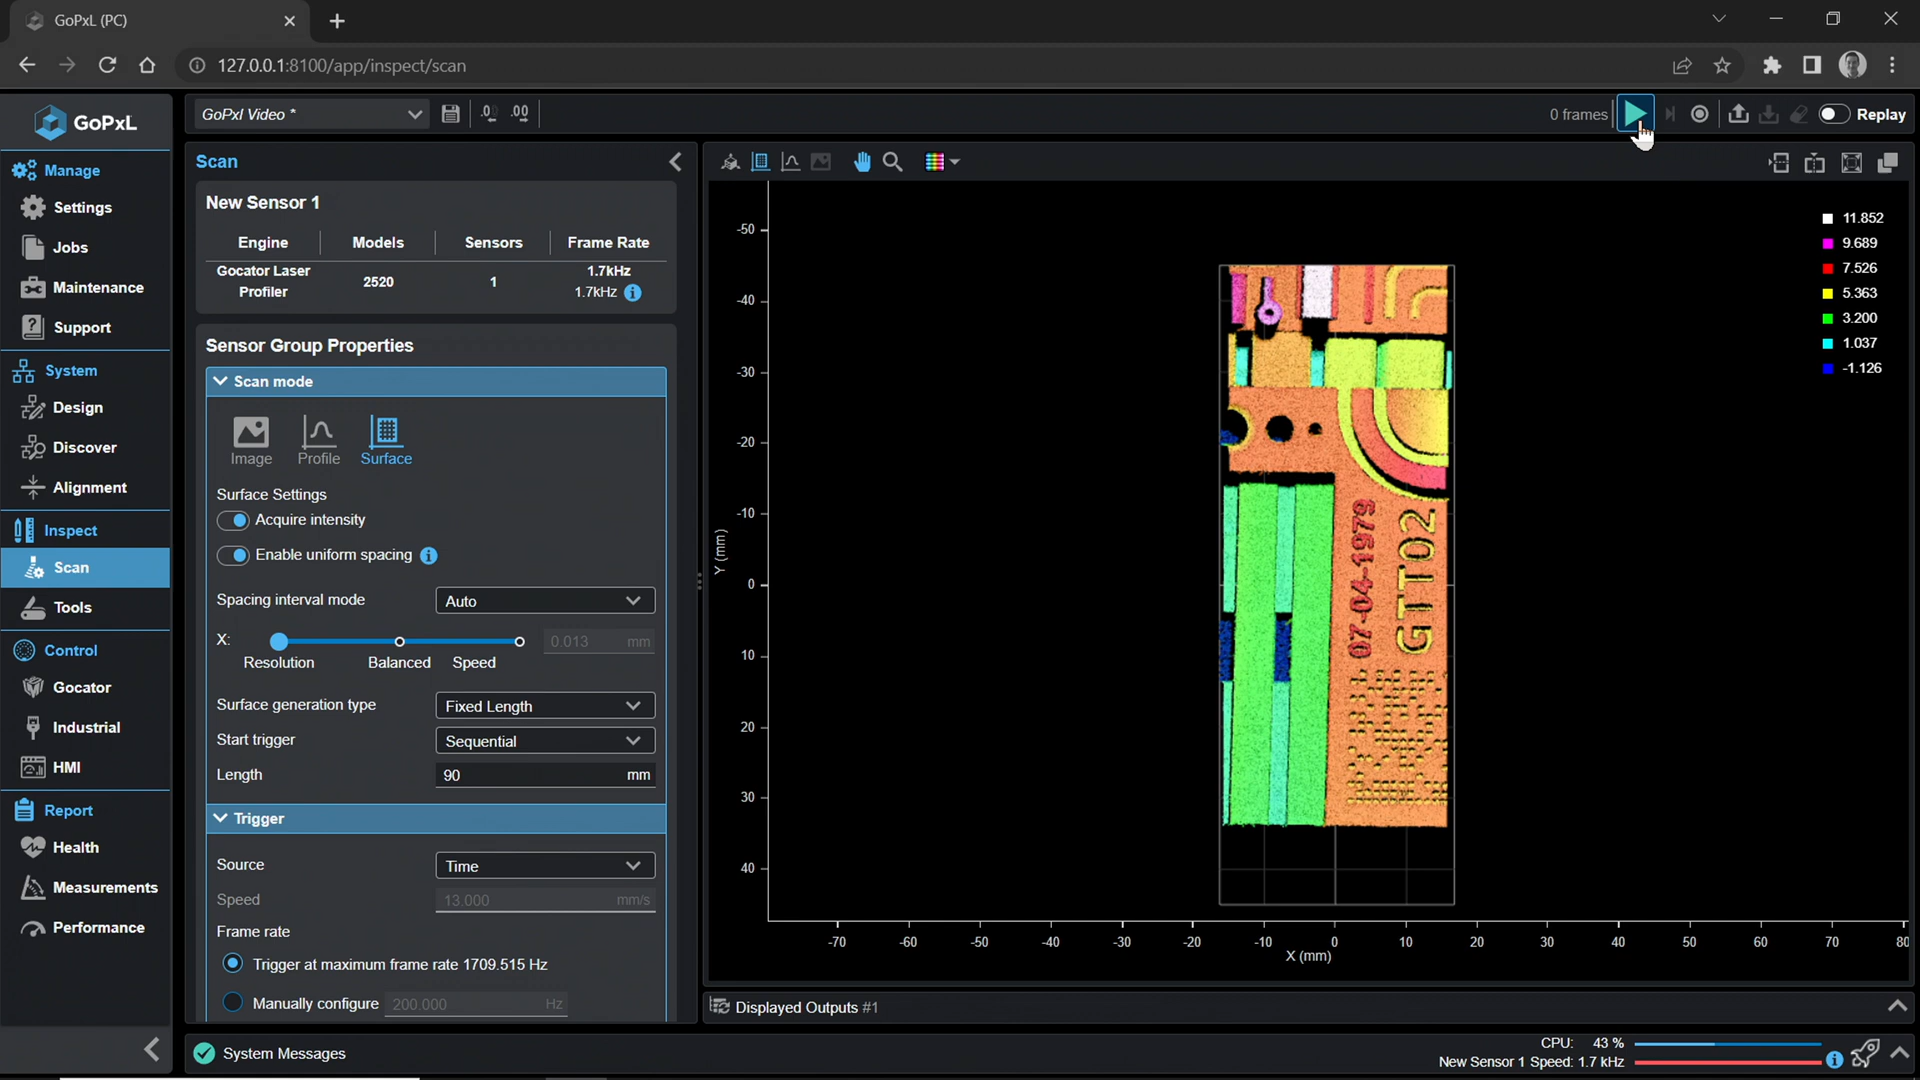 GoPxL (PC)
127.0.0.1:8100/app/inspect/scan
GoPxL
GoPxl Video *
0 frames
Replay
Manage
Settings
Jobs
Maintenance
Support
System
Design
Discover
Alignment
Inspect
Scan
Tools
Control
Gocator
Industrial
HMI
Report
Health
Measurements
Performance
Scan
New Sensor 1
Engine Models Sensors Frame Rate
Gocator Laser Profiler 2520 1 1.7kHz
1.7kHz
Sensor Group Properties
Scan mode
Image Profile Surface
Surface Settings
Acquire intensity
Enable uniform spacing
Spacing interval mode Auto
X: 0.013 mm
Resolution Balanced Speed
Surface generation type Fixed Length
Start trigger Sequential
Length 90 mm
Trigger
Source Time
Speed 13.000 mm/s
Frame rate
Trigger at maximum frame rate 1709.515 Hz
Manually configure 200.000 Hz
11.852
9.689
7.526
5.363
3.200
1.037
-1.126
-50
-40
-30
-20
-10
0
10
20
30
40
Y (mm)
07-04-1979
GTT02
-70 -60 -50 -40 -30 -20 -10 0 10 20 30 40 50 60 70 80
X (mm)
Displayed Outputs #1
System Messages
CPU: 43 %
New Sensor 1 Speed: 1.7 kHz